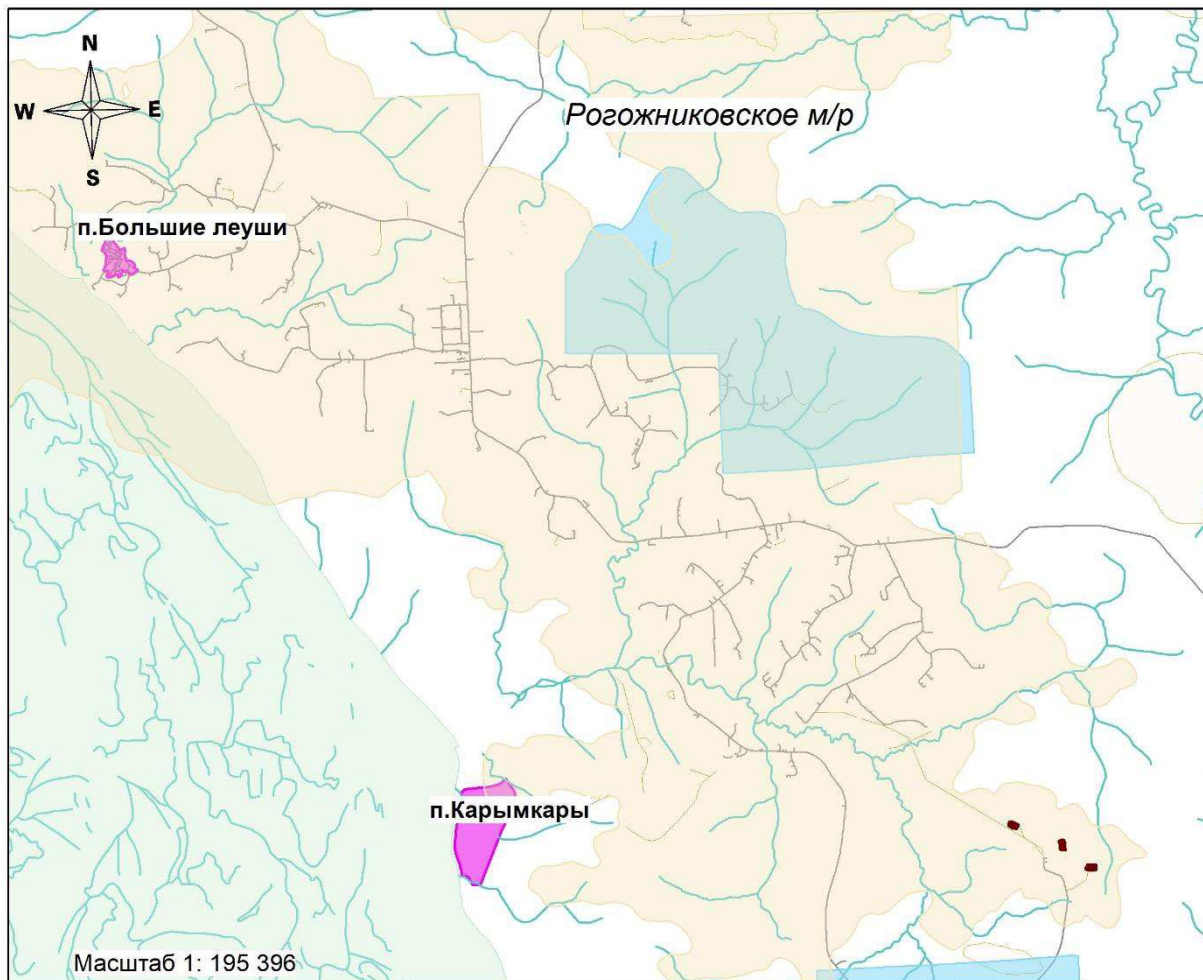 N
W E
S
Рогожниковское м/р
п.Большие леуши
п.Карымкары
Масштаб 1: 195 396